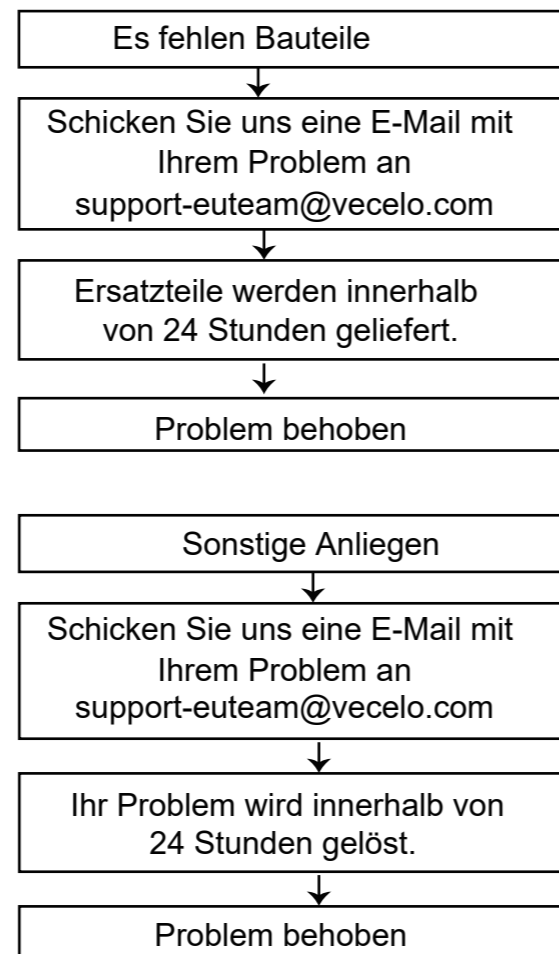 Es fehlen Bauteile
Schicken Sie uns eine E-Mail mit
Ihrem Problem an
support-euteam@vecelo.com
Ersatzteile werden innerhalb
von 24 Stunden geliefert.
Problem behoben
Sonstige Anliegen
Schicken Sie uns eine E-Mail mit
Ihrem Problem an
support-euteam@vecelo.com
Ihr Problem wird innerhalb von
24 Stunden gelöst.
Problem behoben